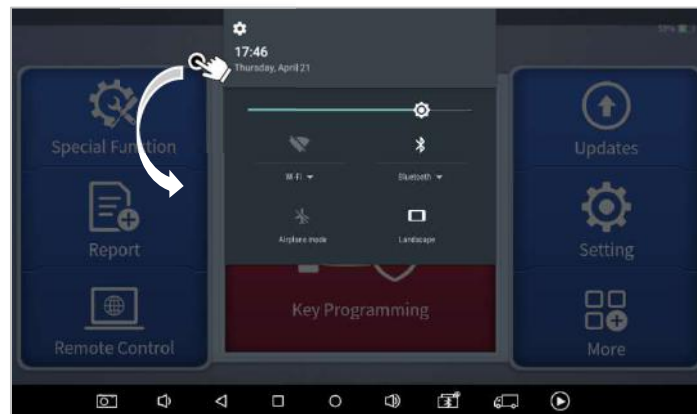 17:46
Thursday, April 21
Special Function
Updates
Wi-Fi
Bluetooth
Report
Airplane mode
Landscape
Setting
Key Programming
Remote Control
More